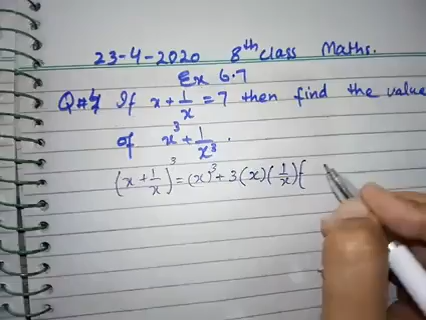 23-4-2020 8th class Maths.
Ex 6.7
Q#4 If x + 1/x = 7 then find the value
of x³ + 1/x³.
(x + 1/x)³ = (x)³ + 3(x)(1/x)(